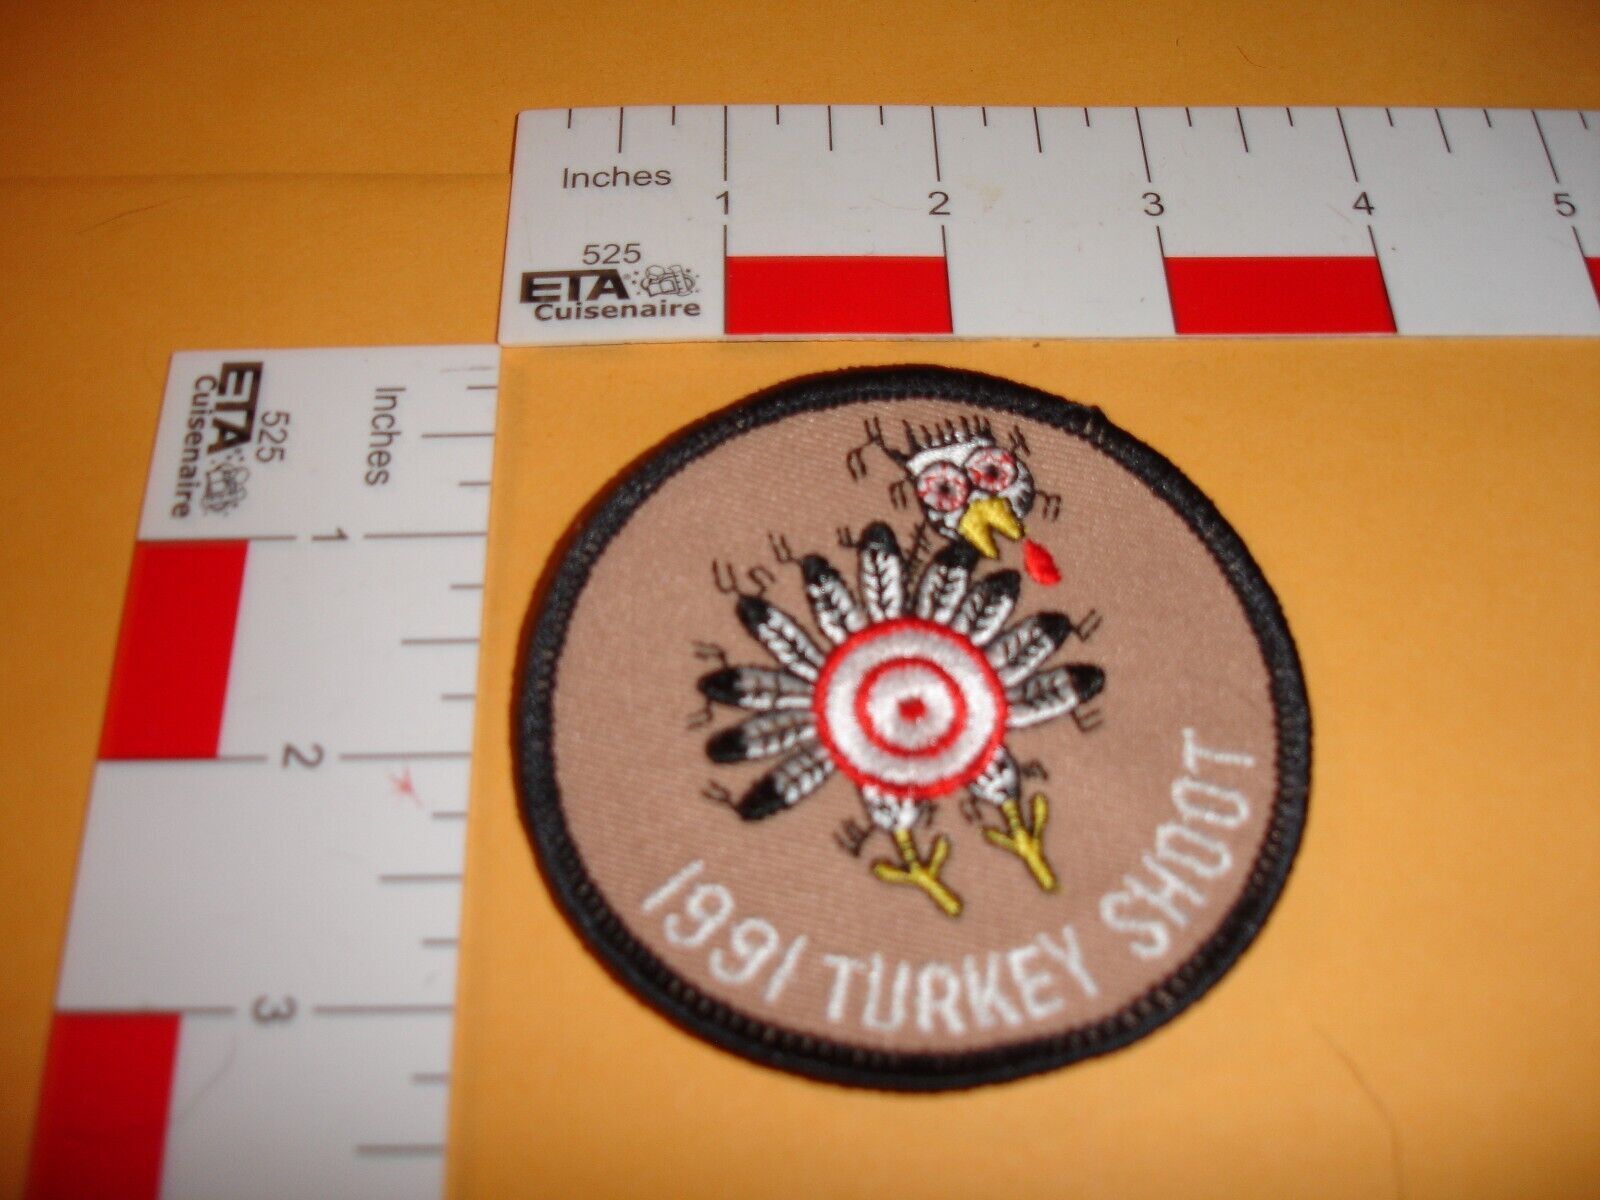 Inches
1 2 3 4 5
525
ETA
Cuisenaire
525
ETA
Cuisenaire
Inches
1
2
3
1991 TURKEY SHOOT